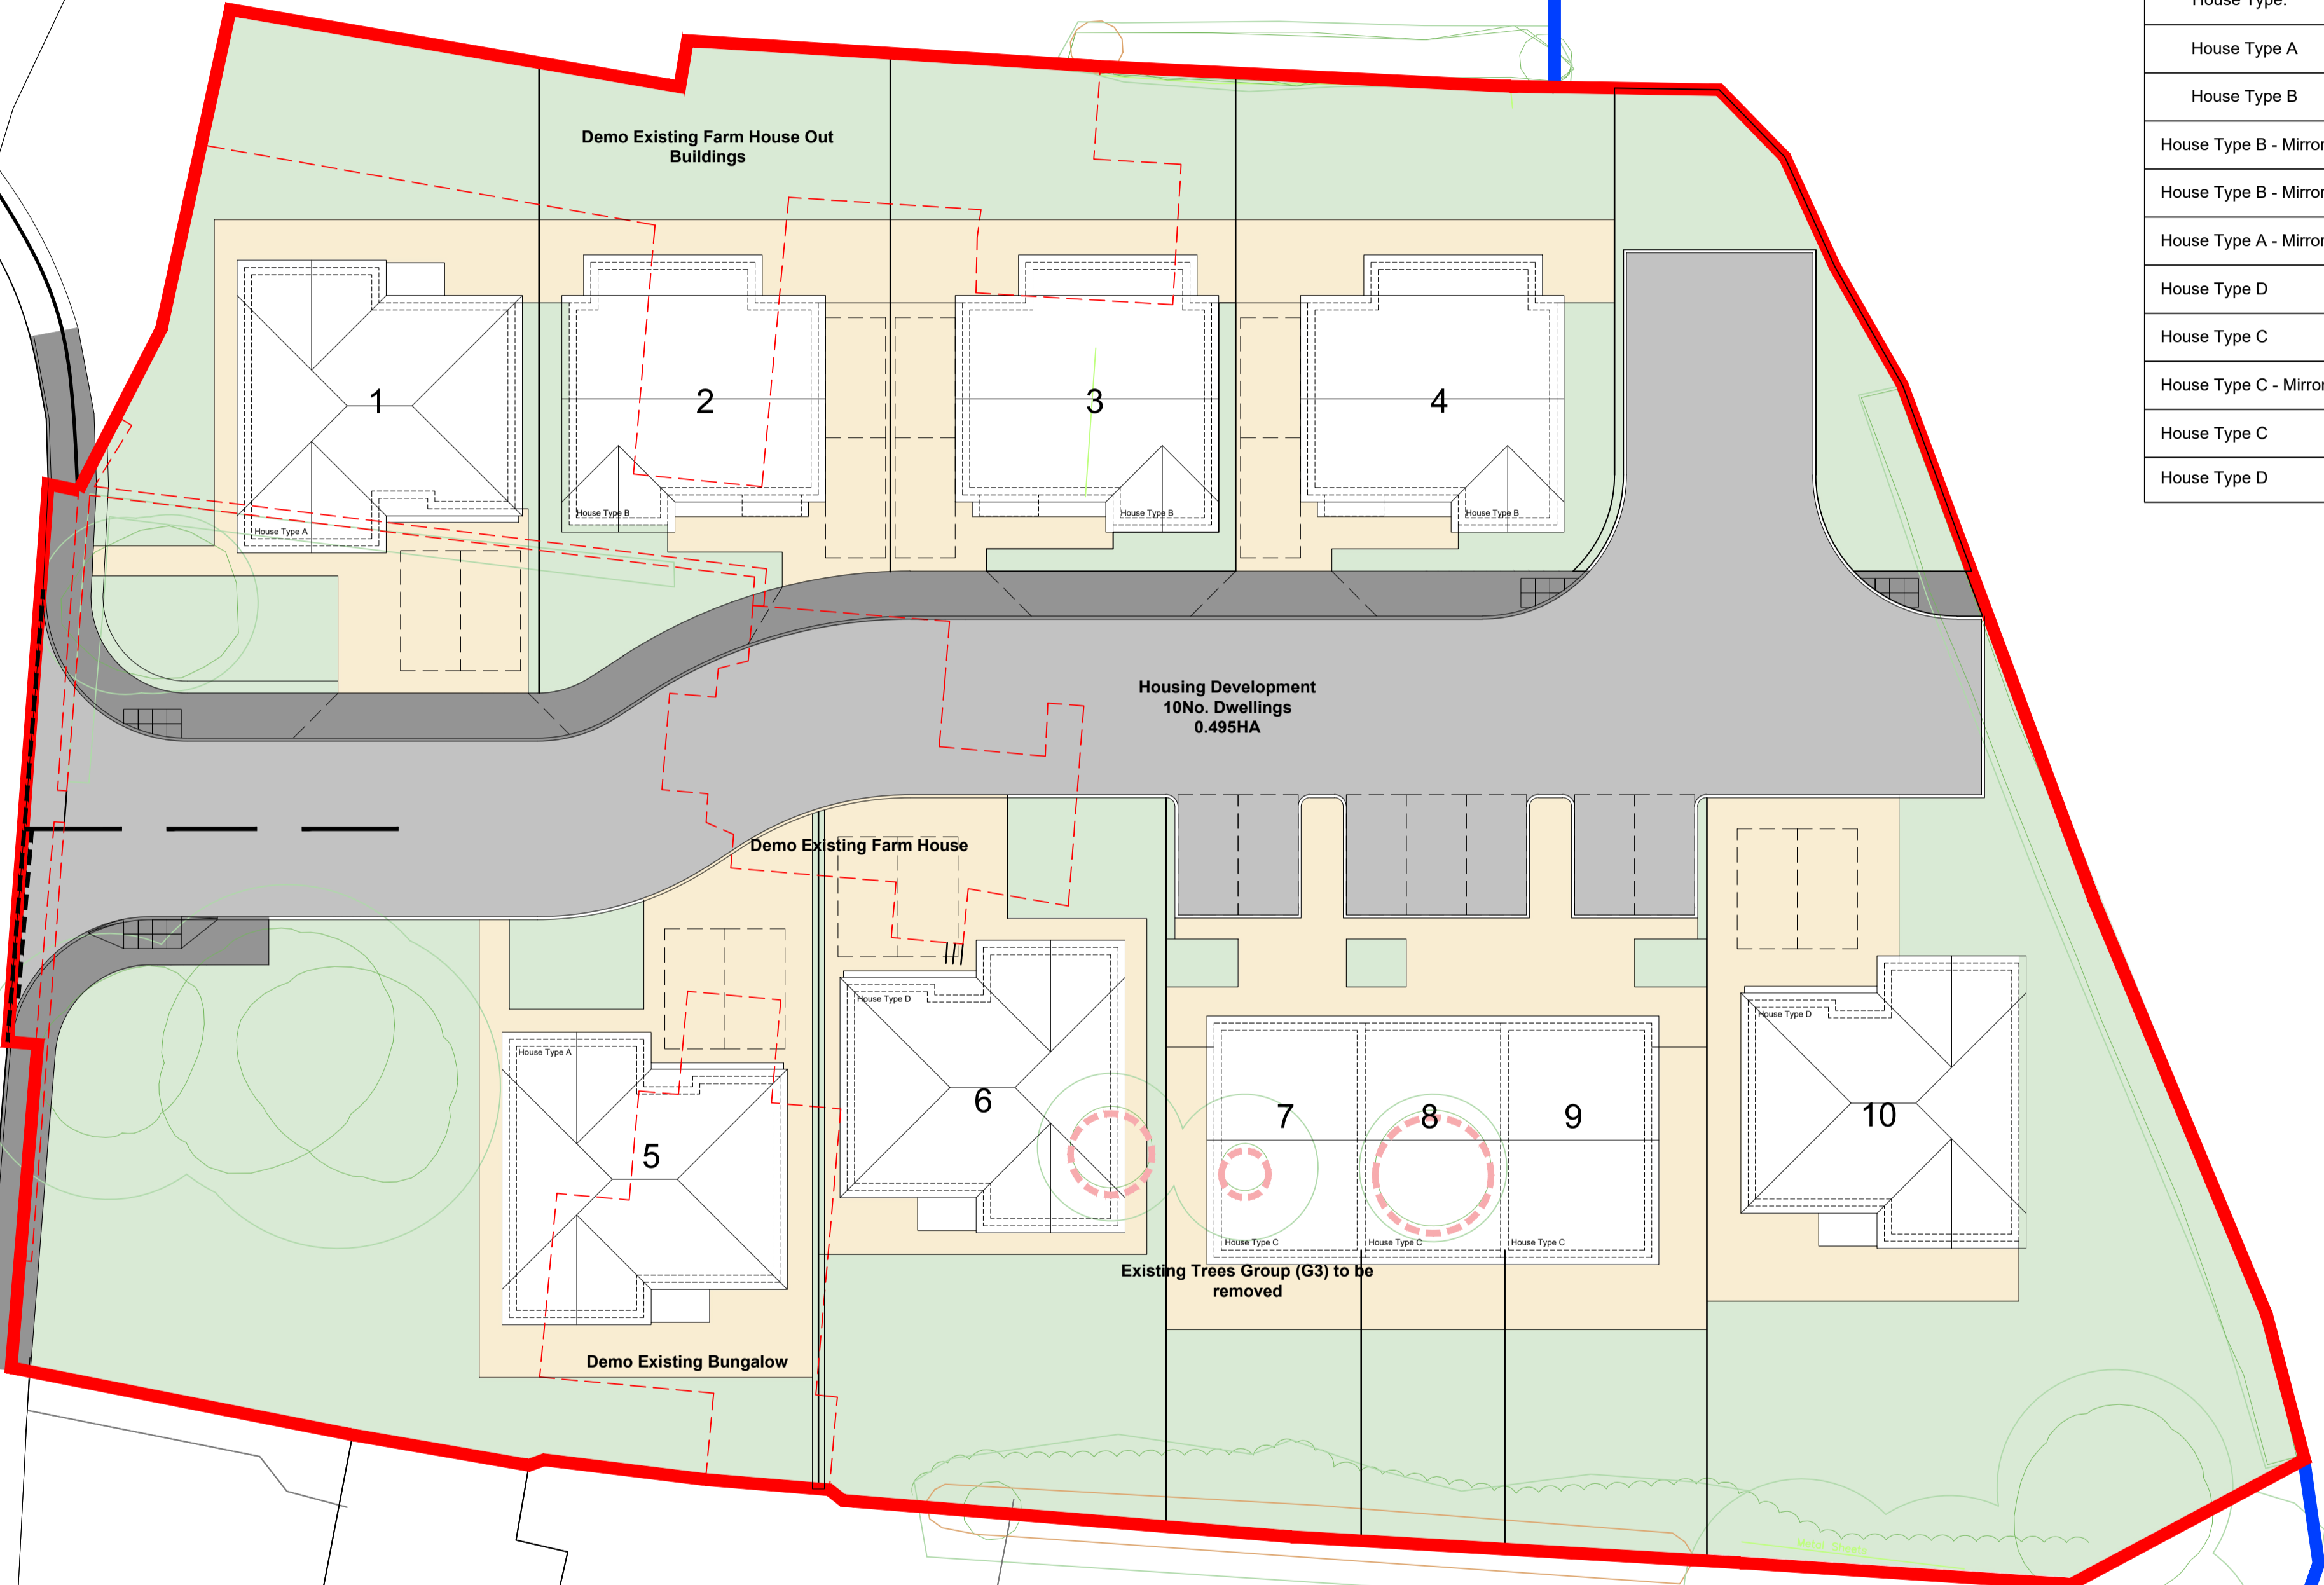 House Type:
House Type A
House Type B
House Type B - Mirror
House Type B - Mirror
House Type A - Mirror
House Type D
House Type C
House Type C - Mirror
House Type C
House Type D
Demo Existing Farm House Out
Buildings
1
2
3
4
House Type A
House Type B
House Type B
House Type B
Housing Development
10No. Dwellings
0.495HA
Demo Existing Farm House
House Type D
House Type D
House Type A
5
6
7
8
9
10
House Type C
House Type C
House Type C
Existing Trees Group (G3) to be
removed
Demo Existing Bungalow